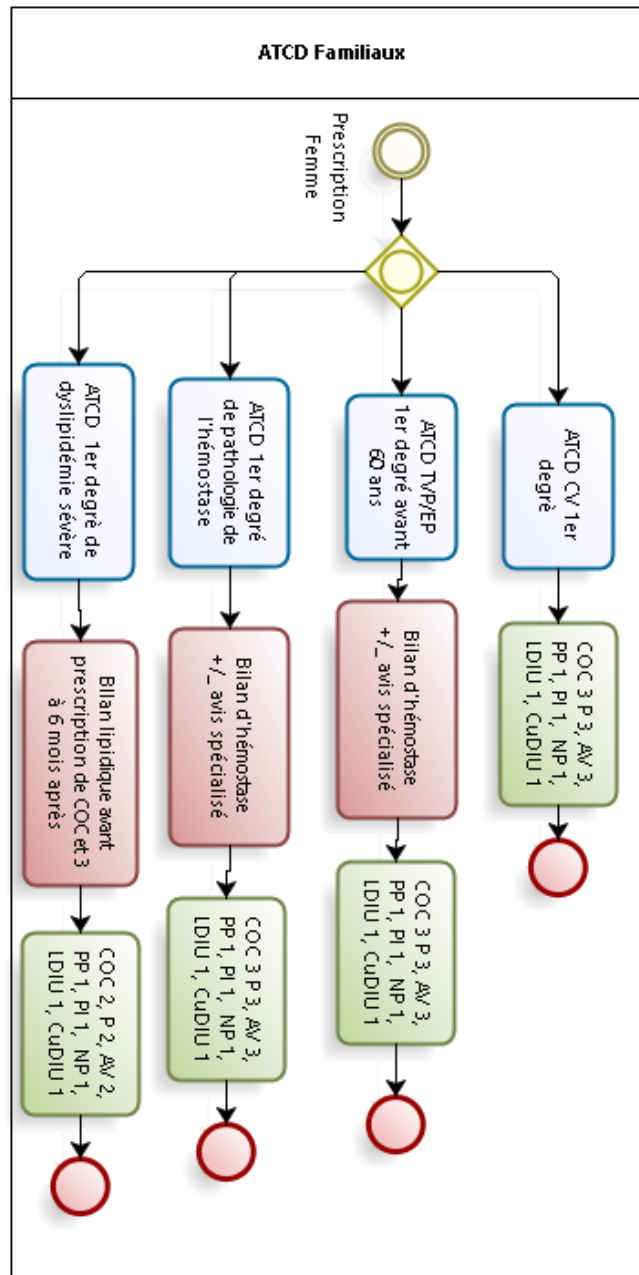 ATCD Familiaux
Prescription
Femme
ATCD CV 1er
degrè
COC 3 P 3, AV 3,
PP 1, PI 1, NP 1,
LDIU 1, CuDIU 1
ATCD TVP/EP
1er degré avant
60 ans
Bilan d'hémostase
+/_ avis spécialisé
COC 3 P 3, AV 3,
PP 1, PI 1, NP 1,
LDIU 1, CuDIU 1
ATCD 1er degré
de pathologie de
l'hémostase
Bilan d'hémostase
+/_ avis spécialisé
COC 3 P 3, AV 3,
PP 1, PI 1, NP 1,
LDIU 1, CuDIU 1
ATCD 1er degrè de
dyslipidémie sévère
Bilan lipidique avant
prescription de COC et 3
à 6 mois après
COC 2, P 2, AV 2,
PP 1, PI 1, NP 1,
LDIU 1, CuDIU 1